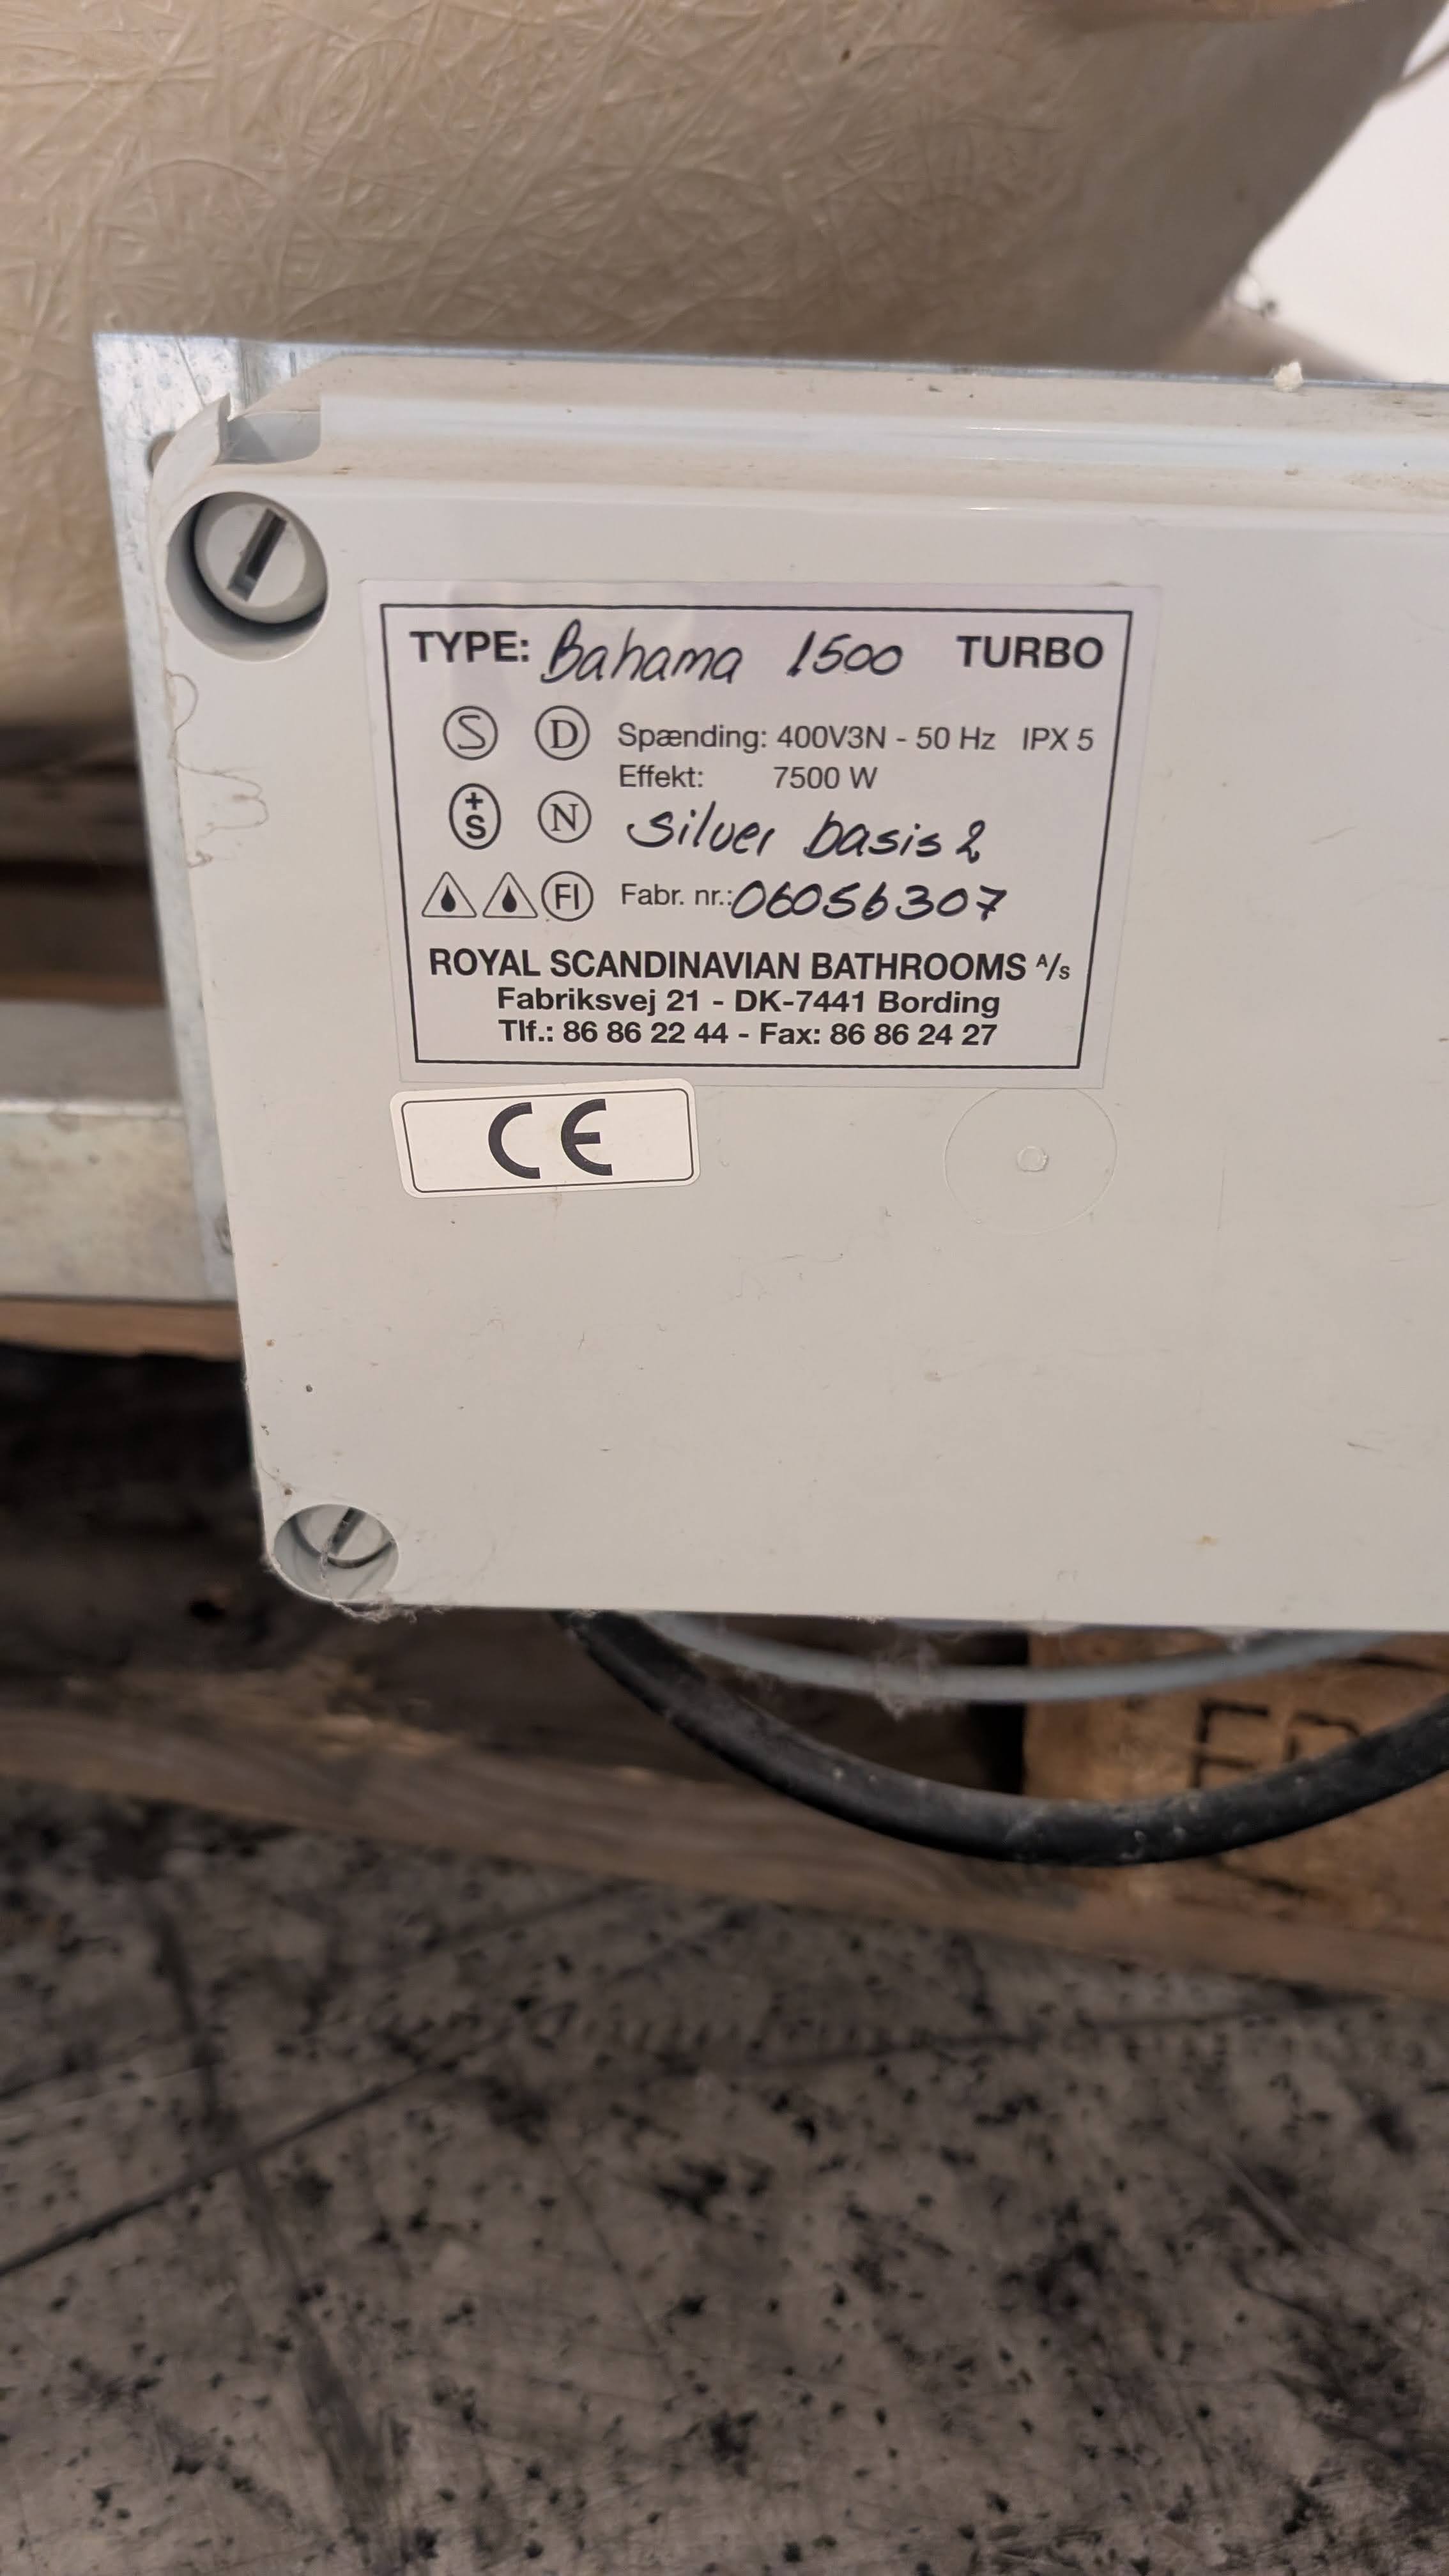 TYPE: Bahama 1500 TURBO
S D Spænding: 400V3N - 50 Hz IPX 5
Effekt: 7500 W
+S N Silver basis 2
FI Fabr. nr.: 06056307
ROYAL SCANDINAVIAN BATHROOMS A/S
Fabriksvej 21 - DK-7441 Bording
Tlf.: 86 86 22 44 - Fax: 86 86 24 27
CE